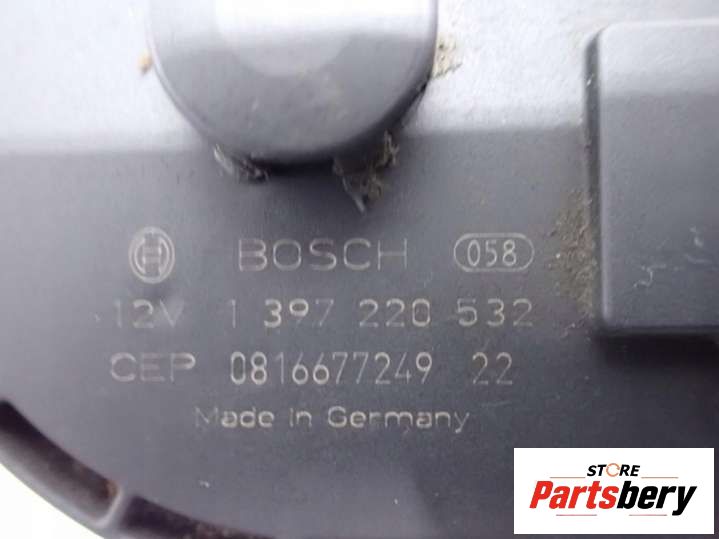 BOSCH 058
12V 1 397 220 532
CEP 0816677249 22
Made in Germany
STORE
Partsbery